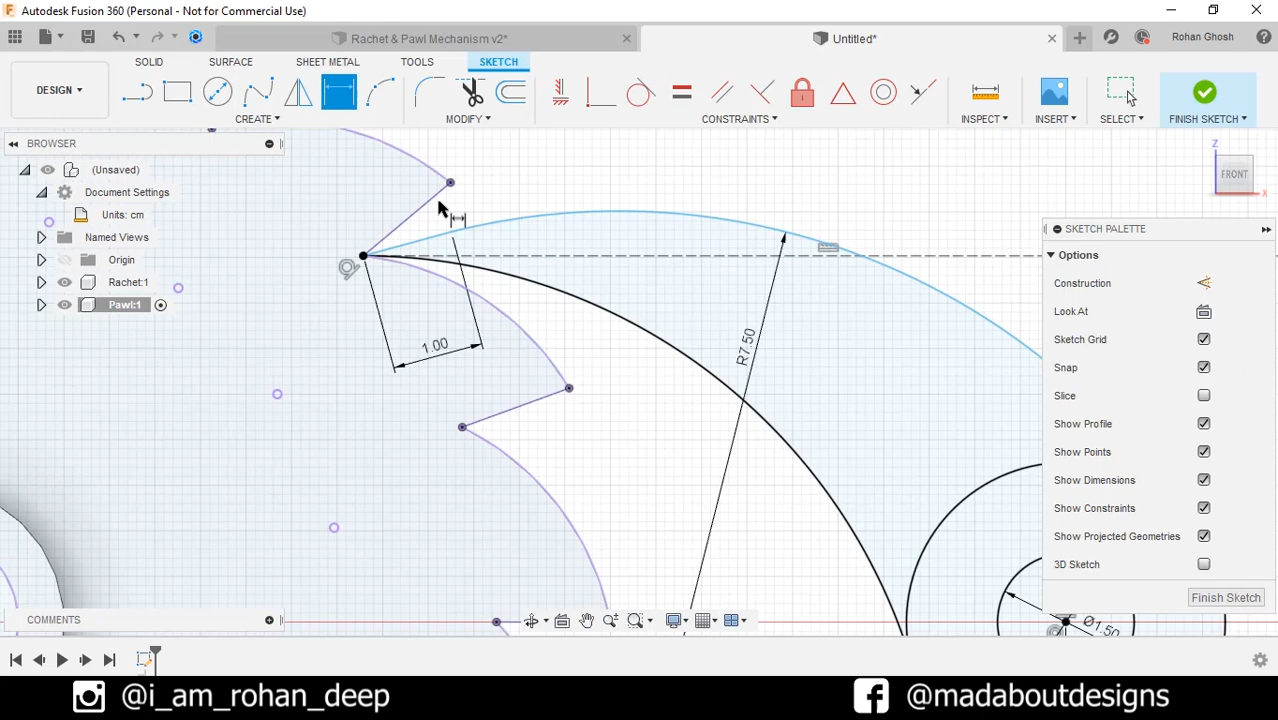 Autodesk Fusion 360 (Personal - Not for Commercial Use)
Rachet & Pawl Mechanism v2*
Untitled*
Rohan Ghosh
SOLID
SURFACE
SHEET METAL
TOOLS
SKETCH
DESIGN
CREATE
MODIFY
CONSTRAINTS
INSPECT
INSERT
SELECT
FINISH SKETCH
BROWSER
(Unsaved)
Document Settings
Units: cm
Named Views
Origin
Rachet:1
Pawl:1
1.00
R7.50
Ø1.50
Z
FRONT
X
SKETCH PALETTE
Options
Construction
Look At
Sketch Grid
Snap
Slice
Show Profile
Show Points
Show Dimensions
Show Constraints
Show Projected Geometries
3D Sketch
Finish Sketch
COMMENTS
@i_am_rohan_deep
@madaboutdesigns